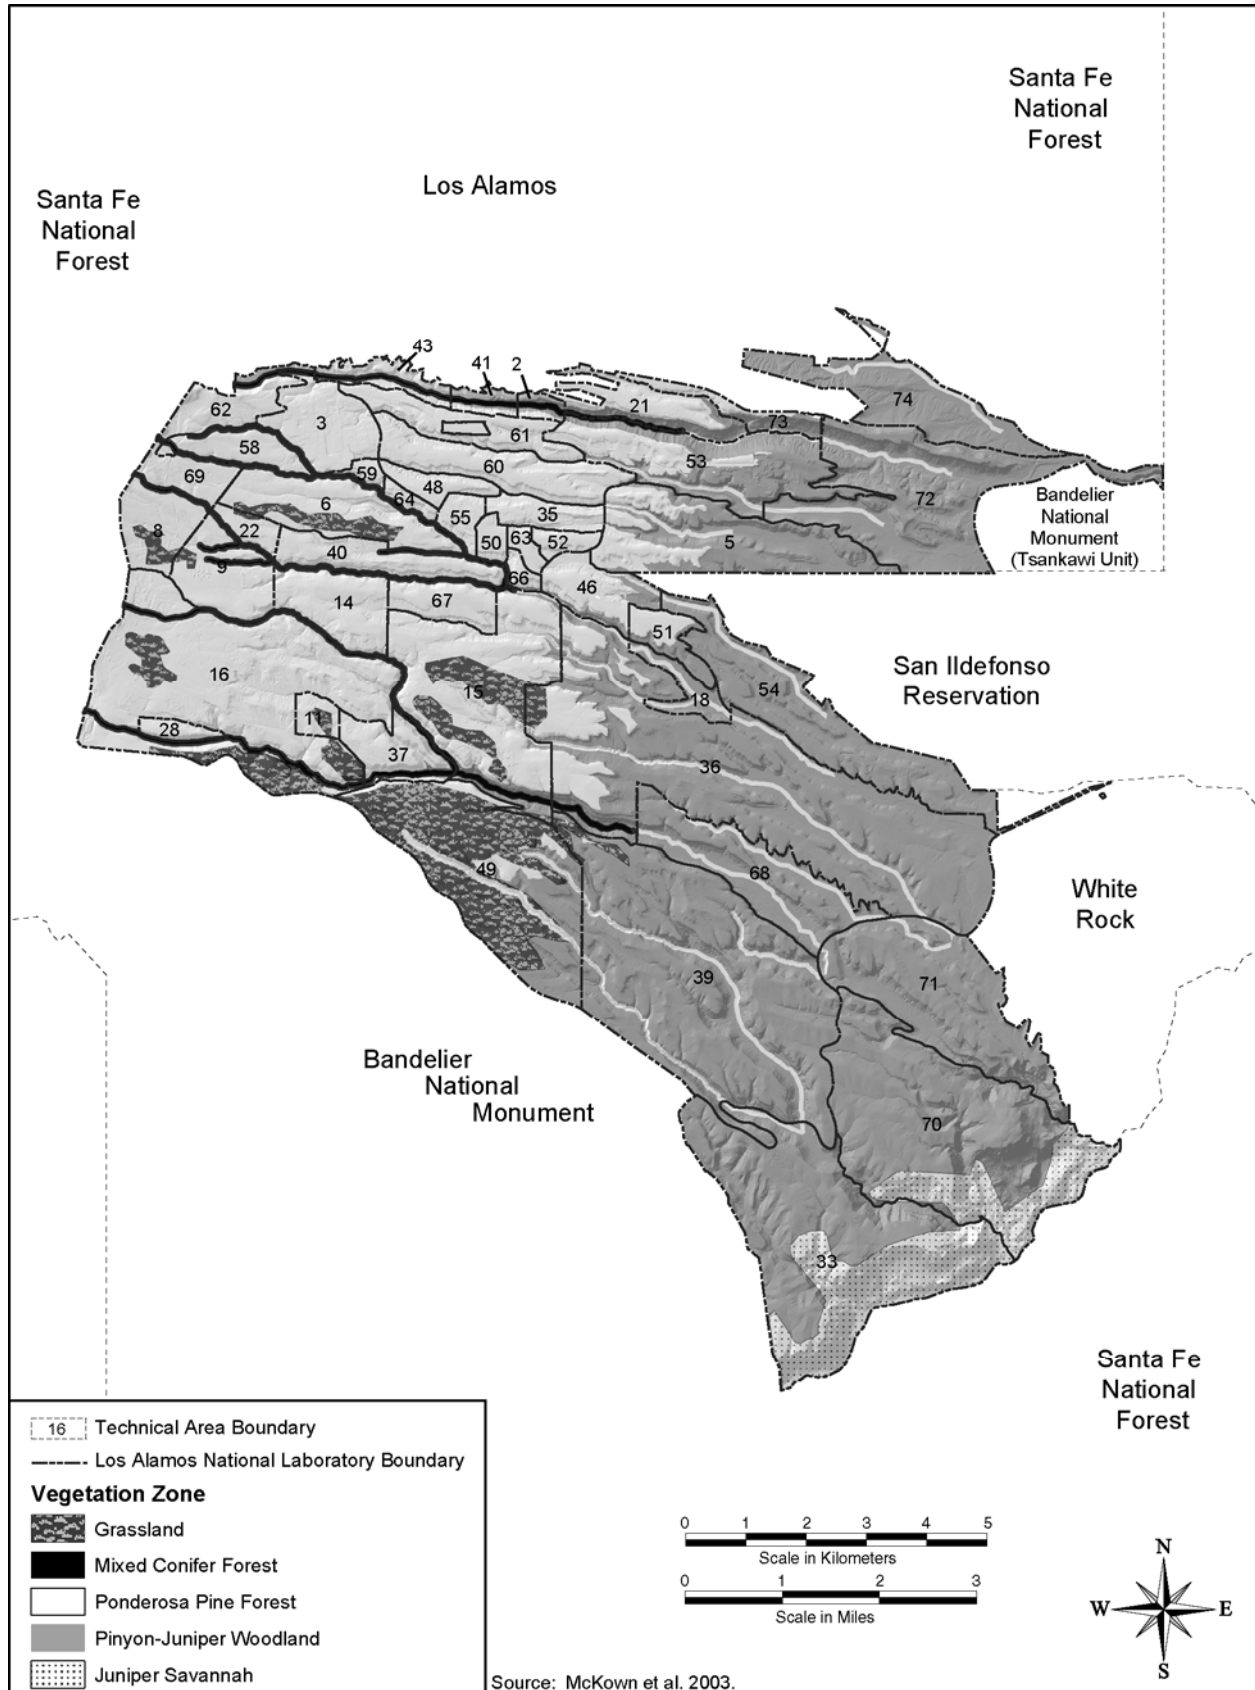 Santa Fe
National
Forest
Los Alamos
Santa Fe
National
Forest
43
41
2
21
74
62
3
61
73
58
53
60
59
69
48
64
72
6
55
35
8
22
50
63
52
5
40
9
66
46
14
67
Bandelier
National
Monument
(Tsankawi Unit)
51
16
15
18
54
San Ildefonso
Reservation
28
11
37
36
49
68
White
Rock
39
71
Bandelier
National
Monument
70
33
Santa Fe
National
Forest
16 Technical Area Boundary
Los Alamos National Laboratory Boundary
Vegetation Zone
Grassland
Mixed Conifer Forest
Ponderosa Pine Forest
Pinyon-Juniper Woodland
Juniper Savannah
0 1 2 3 4 5
Scale in Kilometers
0 1 2 3
Scale in Miles
N
W E
S
Source: McKown et al. 2003.